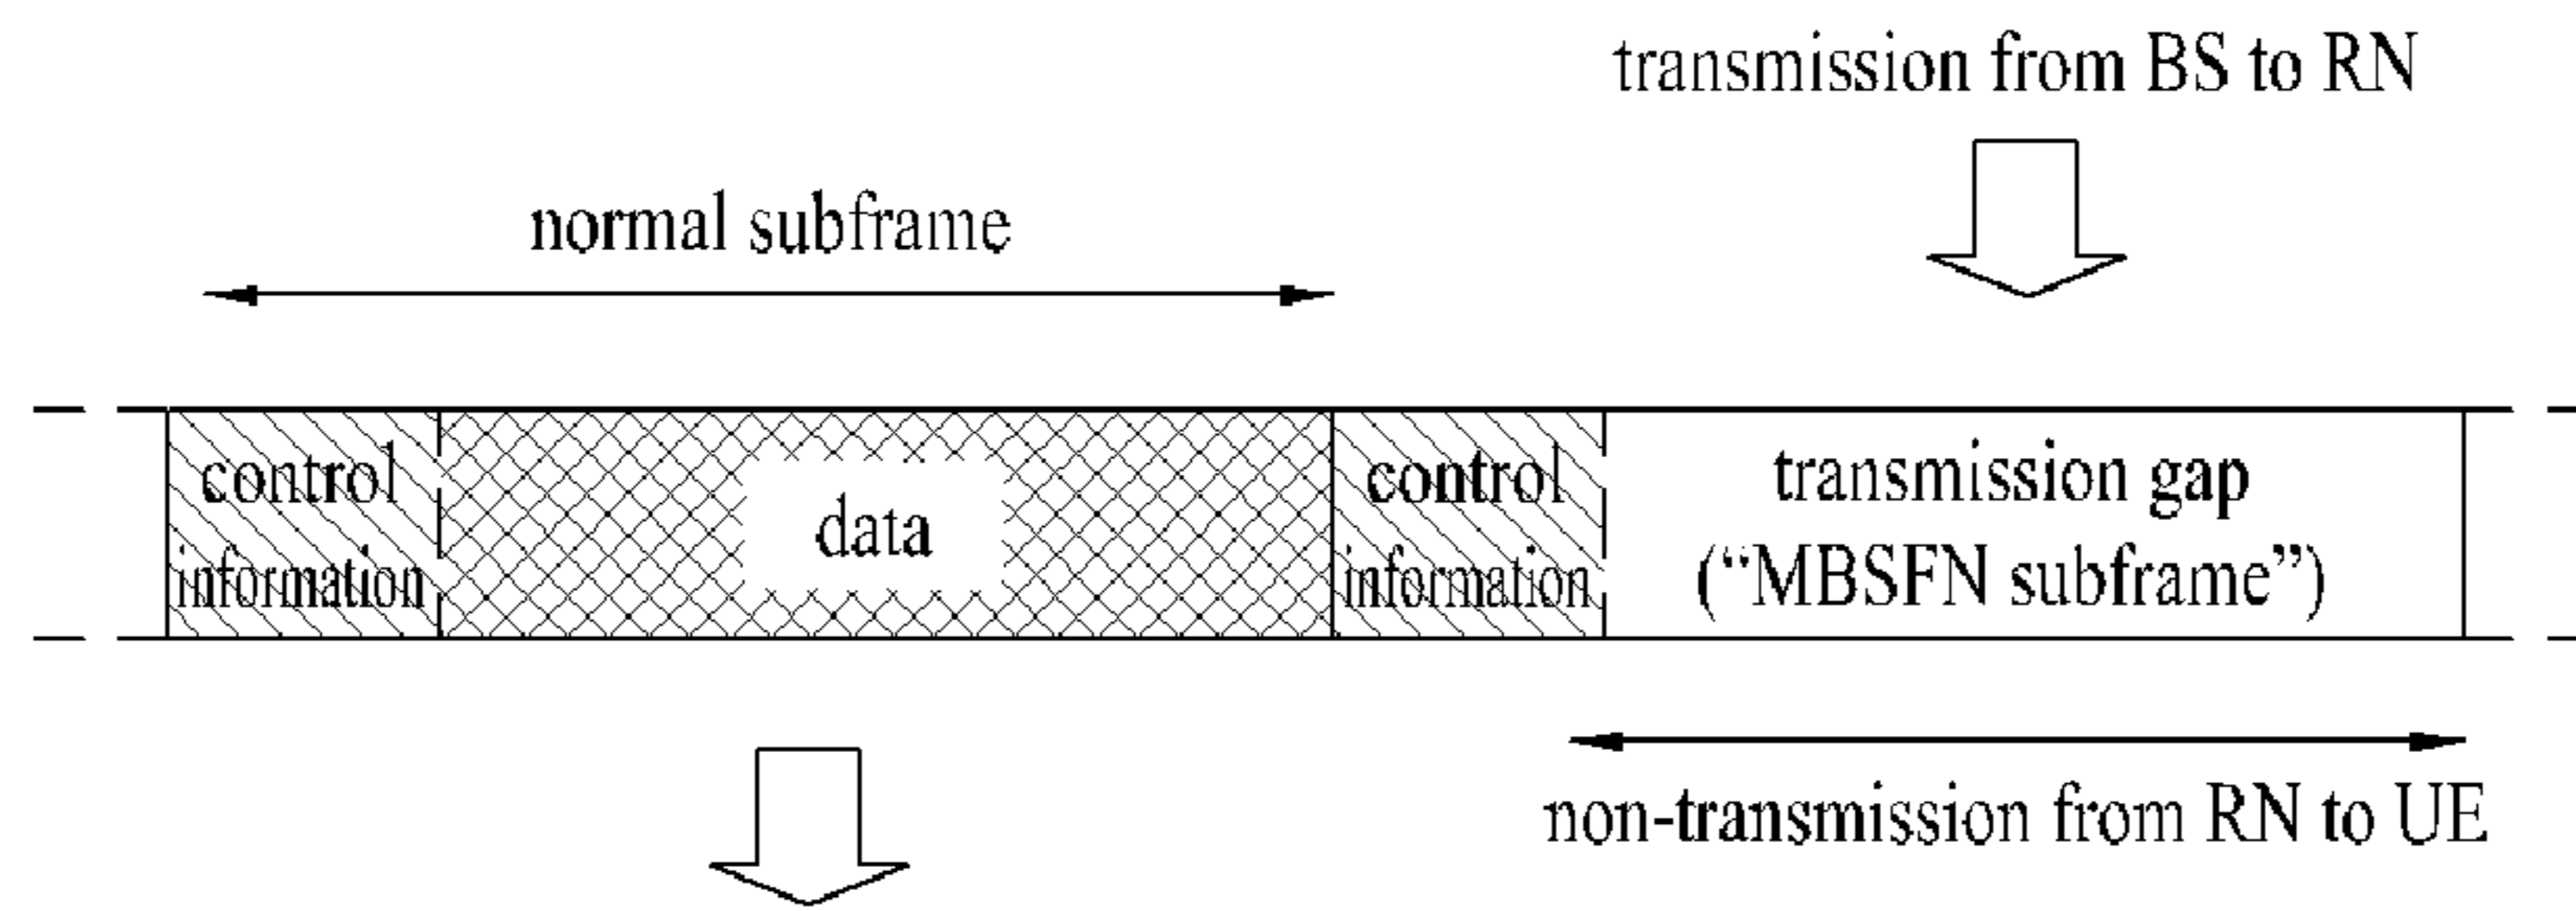 transmission from BS to RN
normal subframe
control
information
data
control
information
transmission gap
(“MBSFN subframe”)
non-transmission from RN to UE